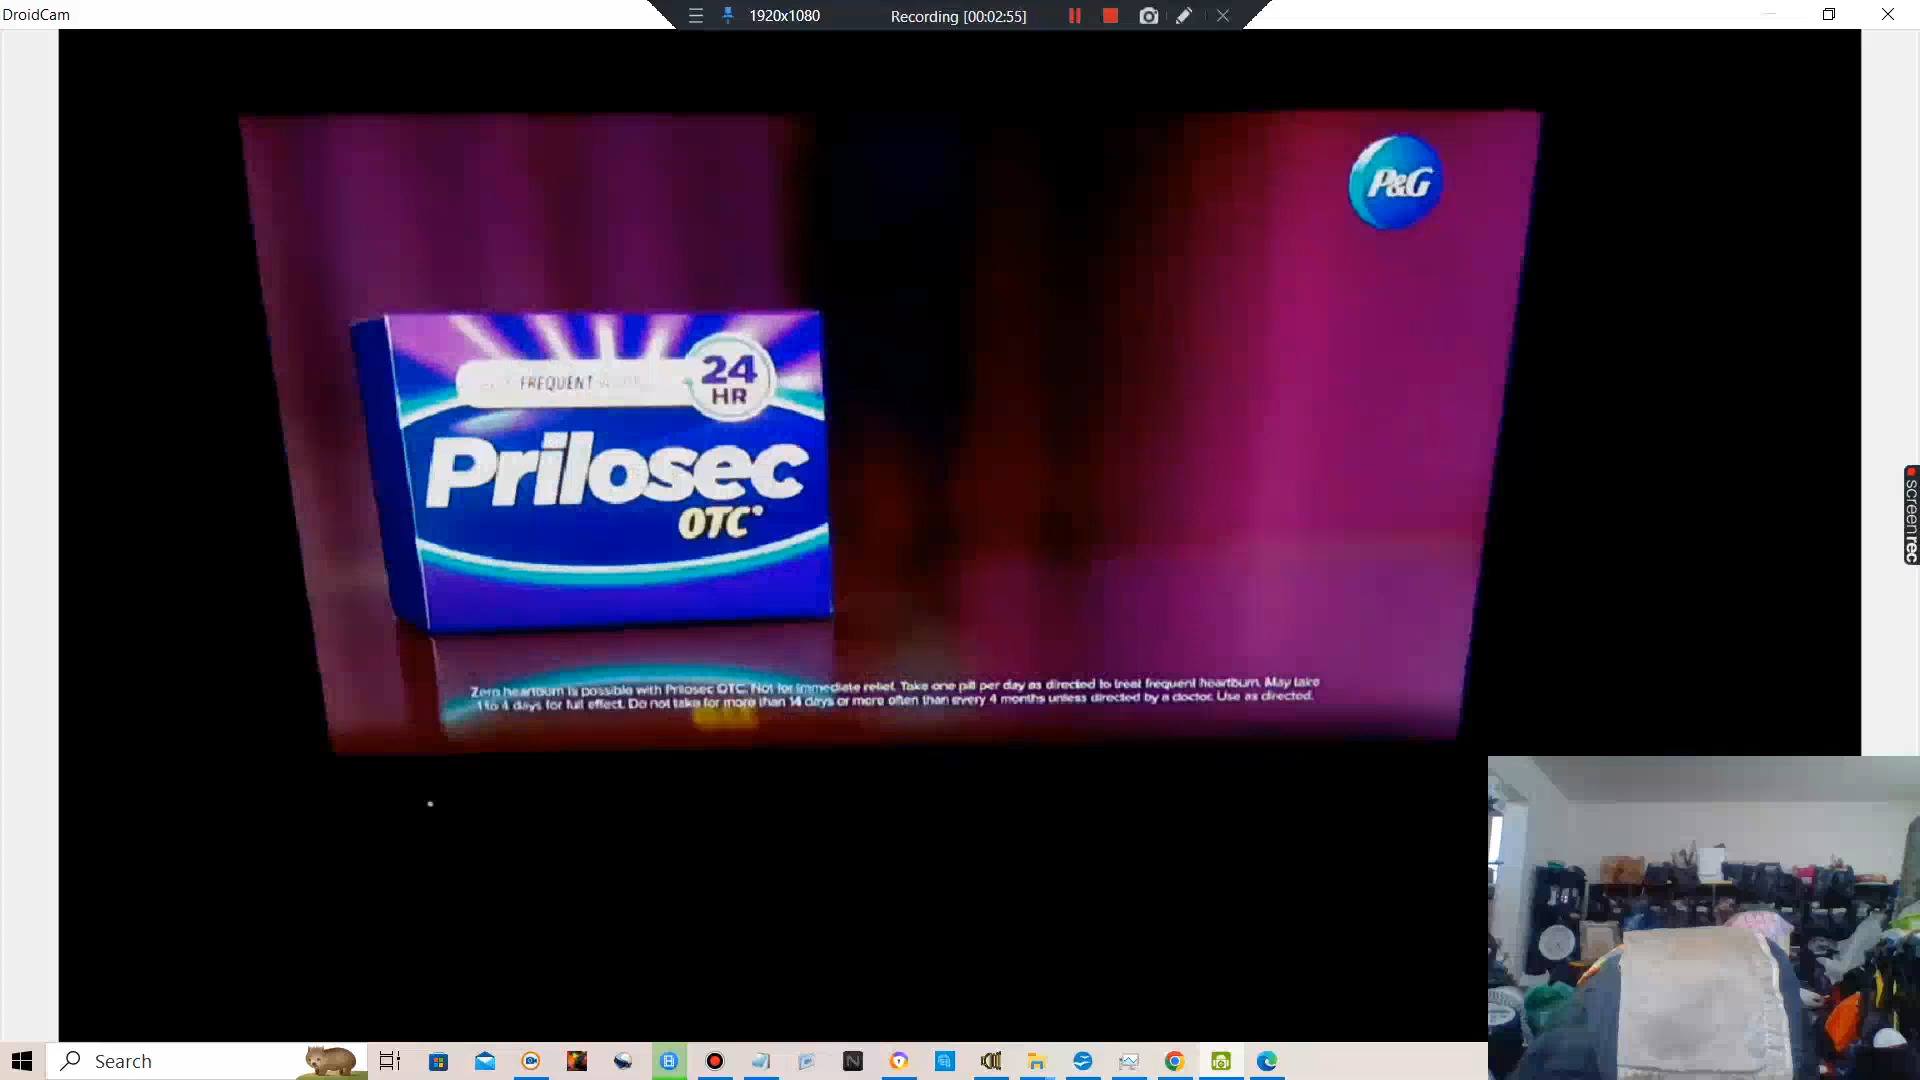 DroidCam
1920x1080
Recording [00:02:55]
P&G
FREQUENT
24
HR
Prilosec
OTC
Zero heartburn is possible with Prilosec OTC. Not for immediate relief. Take one pill per day as directed to treat frequent heartburn. May take
1 to 4 days for full effect. Do not take for more than 14 days or more often than every 4 months unless directed by a doctor. Use as directed.
screenrec
Search